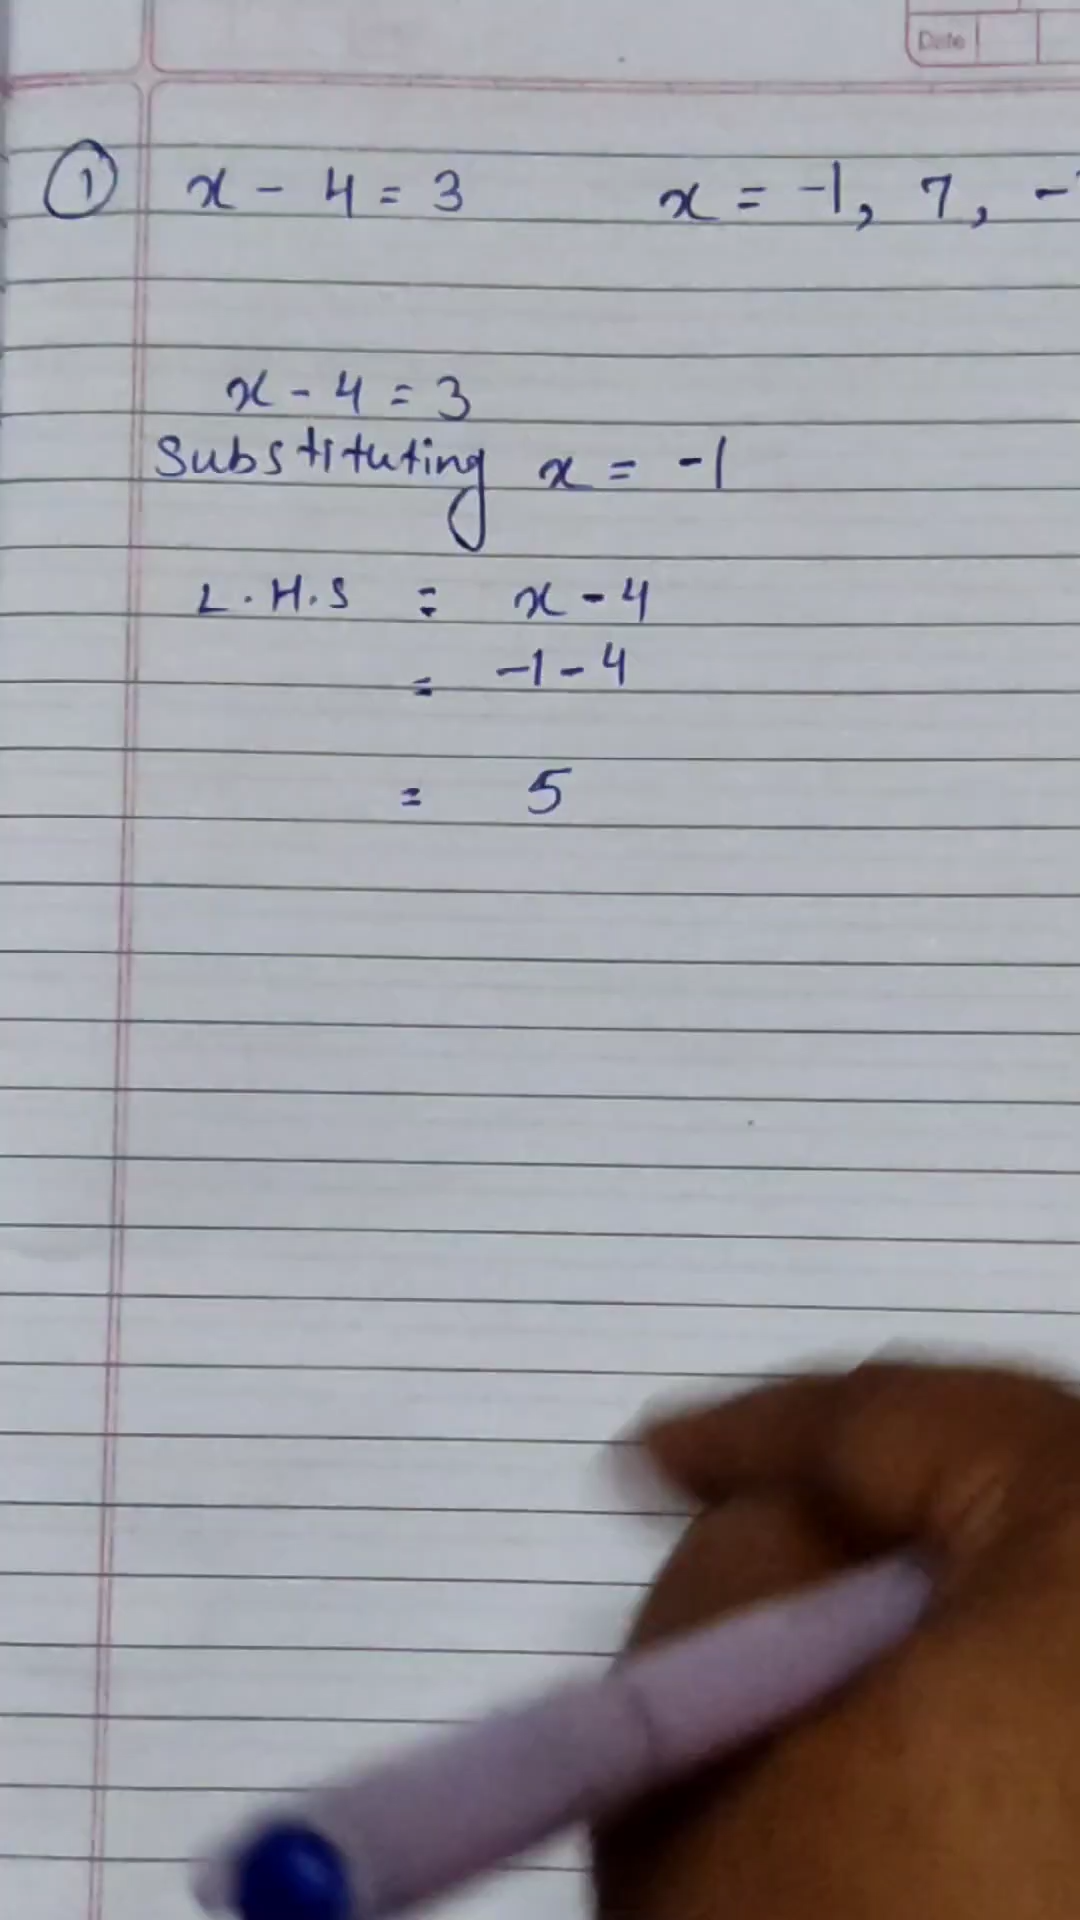 Date
① x - 4 = 3 x = -1, 7, -
x - 4 = 3
Substituting x = -1
L.H.S = x - 4
= -1 - 4
= 5